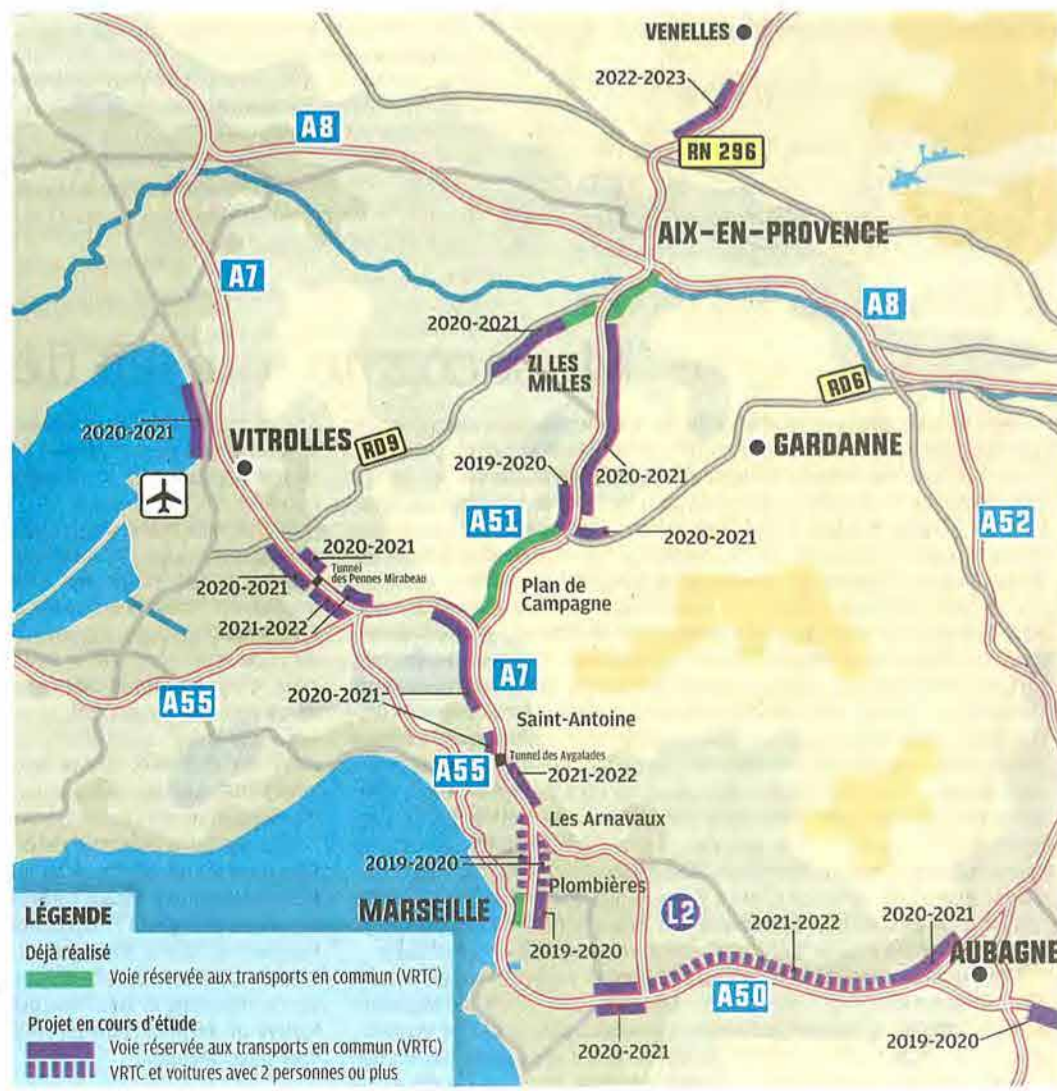 VENELLES
2022-2023
A8
RN 296
AIX-EN-PROVENCE
A7
A8
2020-2021
ZI LES
MILLES
RD6
2020-2021
VITROLLES
RD9
GARDANNE
2019-2020
2020-2021
A51
A52
2020-2021
2020-2021
Tunnel
des Pennes Mirabeau
2020-2021
Plan de
Campagne
2021-2022
A7
2020-2021
A55
Saint-Antoine
Tunnel des Aygalades
A55
2021-2022
Les Arnavaux
2019-2020
Plombières
MARSEILLE
L2
2021-2022
2020-2021
2019-2020
AUBAGNE
A50
2020-2021
2019-2020
LÉGENDE
Déjà réalisé
Voie réservée aux transports en commun (VRTC)
Projet en cours d'étude
Voie réservée aux transports en commun (VRTC)
VRTC et voitures avec 2 personnes ou plus